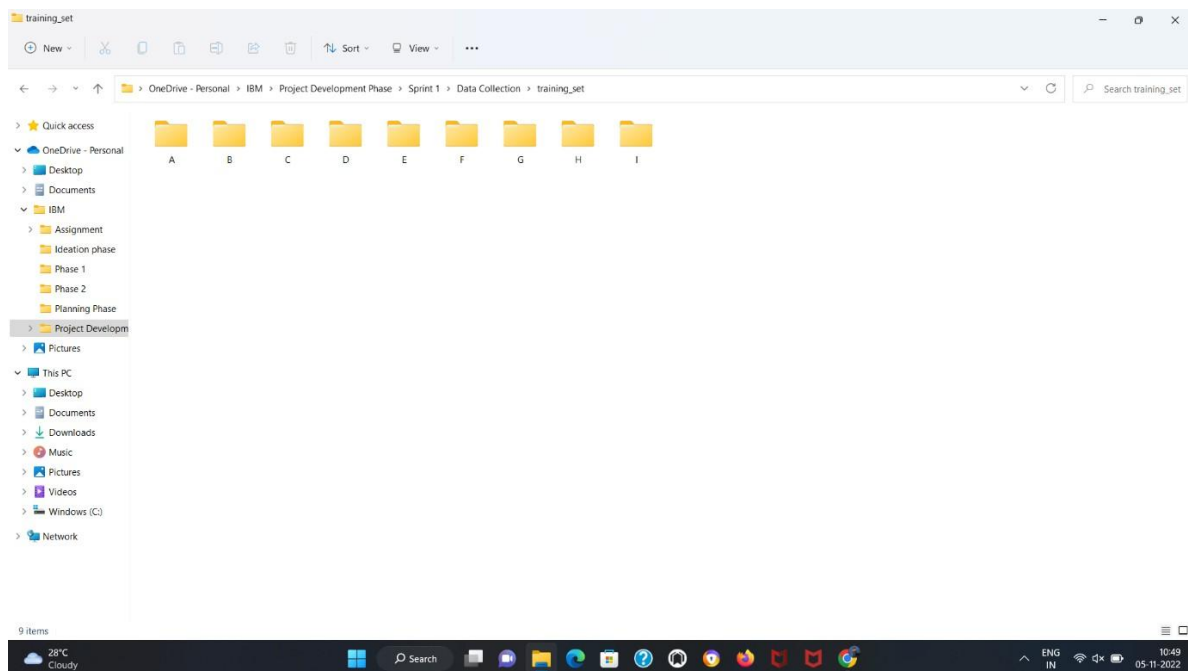 training_set
New
Sort
View
OneDrive - Personal > IBM > Project Development Phase > Sprint 1 > Data Collection > training_set
Search training_set
Quick access
OneDrive - Personal
Desktop
Documents
IBM
Assignment
Ideation phase
Phase 1
Phase 2
Planning Phase
Project Developm
Pictures
This PC
Desktop
Documents
Downloads
Music
Pictures
Videos
Windows (C:)
Network
A B C D E F G H I
9 items
28°C
Cloudy
Search
ENG
IN
10:49
05-11-2022